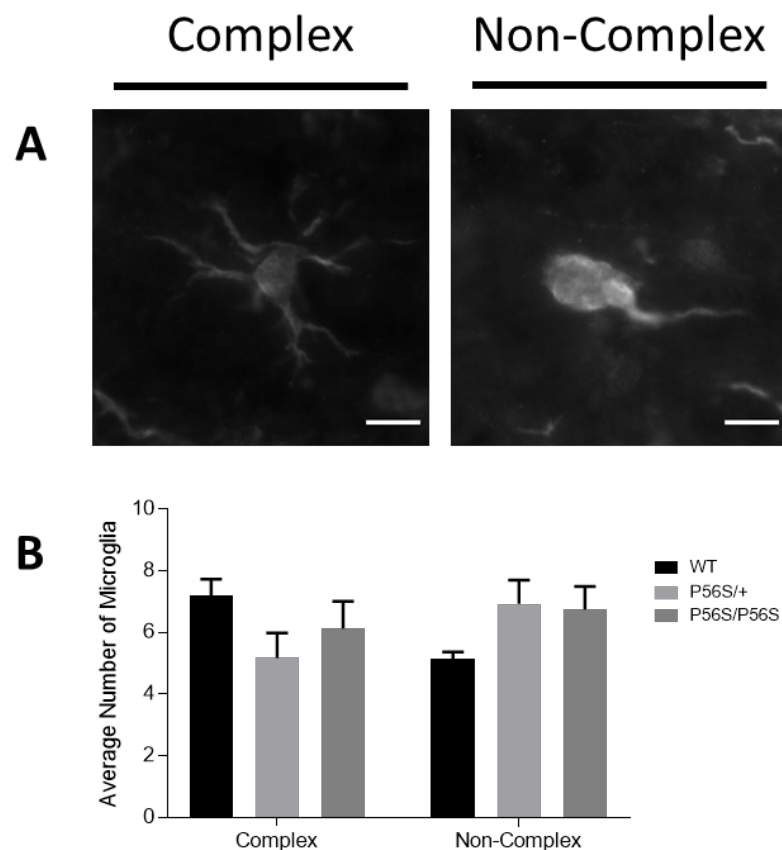 Complex Non-Complex
A
B
Average Number of Microglia
10
8
6
4
2
0
Complex Non-Complex
WT
P56S/+
P56S/P56S